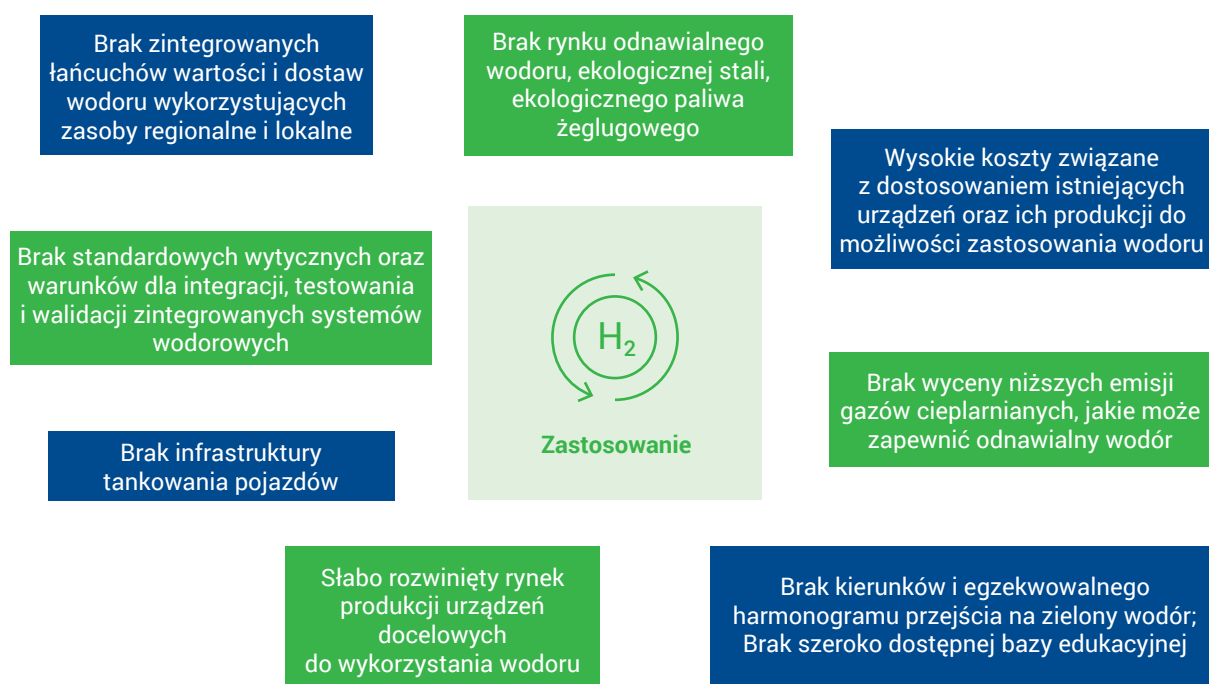 Brak zintegrowanych
łańcuchów wartości i dostaw
wodoru wykorzystujących
zasoby regionalne i lokalne
Brak rynku odnawialnego
wodoru, ekologicznej stali,
ekologicznego paliwa
żeglugowego
Wysokie koszty związane
z dostosowaniem istniejących
urządzeń oraz ich produkcji do
możliwości zastosowania wodoru
Brak standardowych wytycznych oraz
warunków dla integracji, testowania
i walidacji zintegrowanych systemów
wodorowych
H₂
Zastosowanie
Brak wyceny niższych emisji
gazów cieplarnianych, jakie może
zapewnić odnawialny wodór
Brak infrastruktury
tankowania pojazdów
Słabo rozwinięty rynek
produkcji urządzeń
docelowych
do wykorzystania wodoru
Brak kierunków i egzekwowalnego
harmonogramu przejścia na zielony wodór;
Brak szeroko dostępnej bazy edukacyjnej